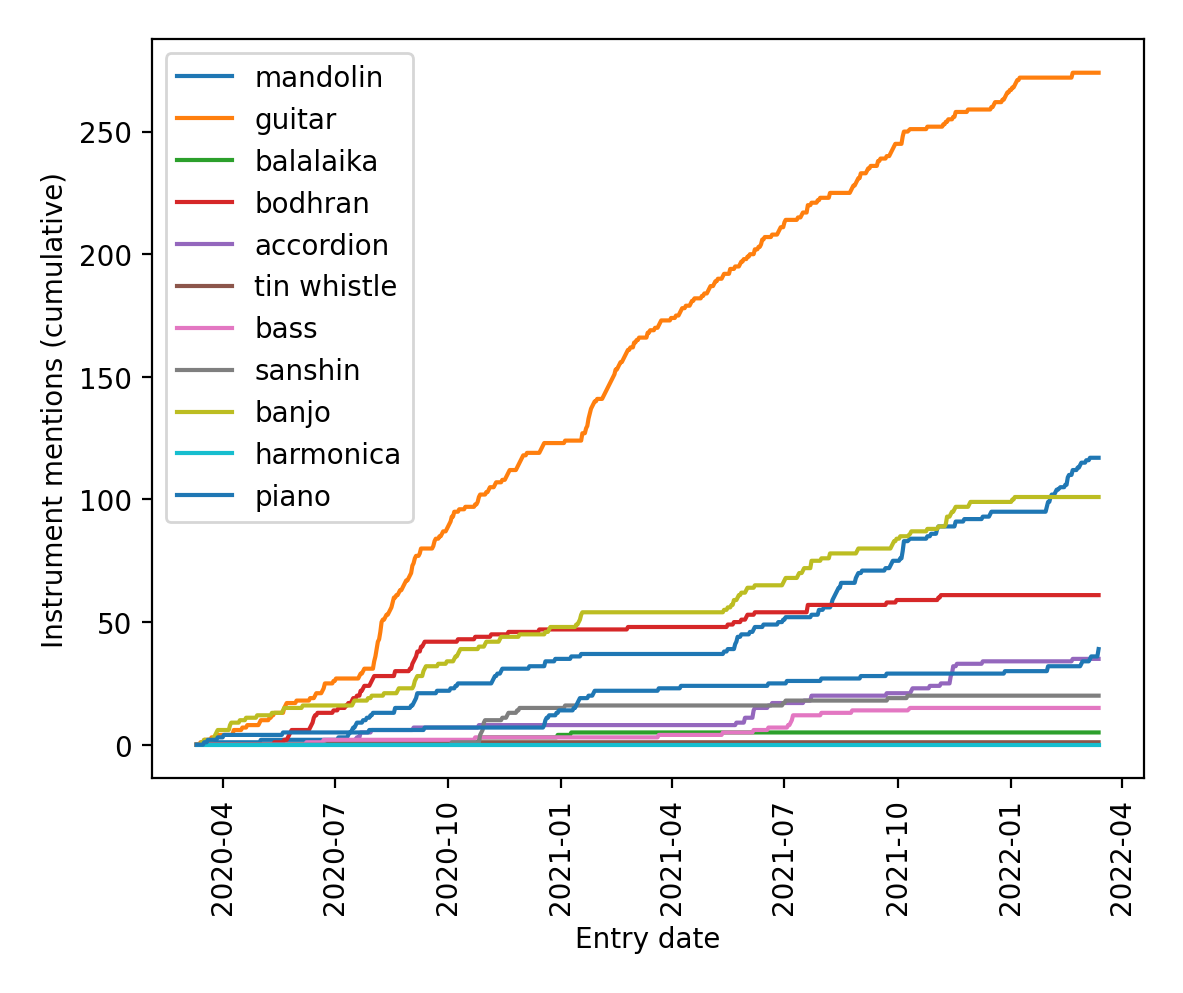 mandolin
guitar
balalaika
bodhran
accordion
tin whistle
bass
sanshin
banjo
harmonica
piano
Instrument mentions (cumulative)
250
200
150
100
50
0
2020-04
2020-07
2020-10
2021-01
2021-04
2021-07
2021-10
2022-01
2022-04
Entry date